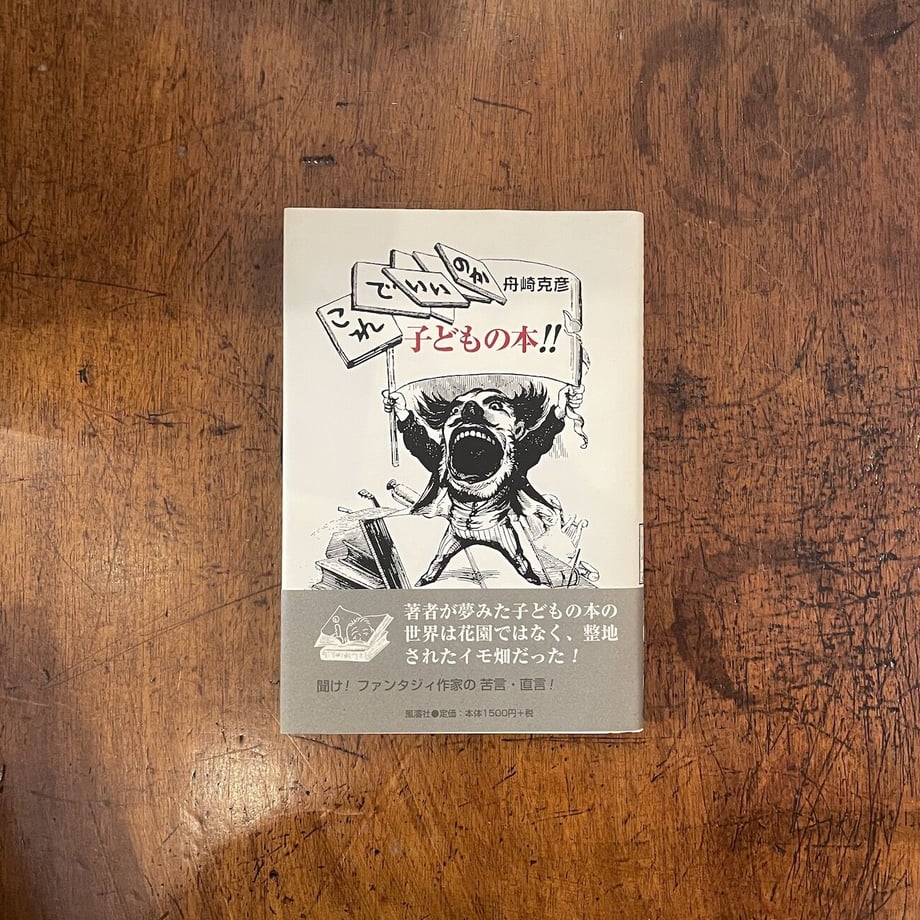 これ
で
いい
のか
舟崎克彦
子どもの本!!
著者が夢みた子どもの本の
世界は花園ではなく、整地
されたイモ畑だった！
聞け！ ファンタジィ作家の 苦言・直言！
風濤社●定価：本体1500円+税